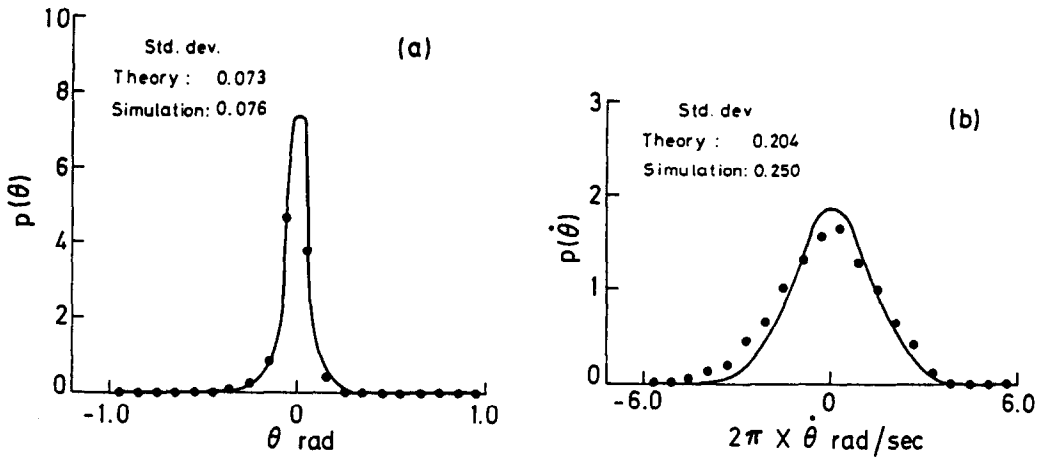 (a)
Std. dev.
Theory : 0.073
Simulation: 0.076
p(θ)
10
8
6
4
2
0
-1.0 0 1.0
θ rad
(b)
Std. dev
Theory : 0.204
Simulation: 0.250
p(θ̇)
3
2
1
0
-6.0 0 6.0
2π X θ̇ rad/sec